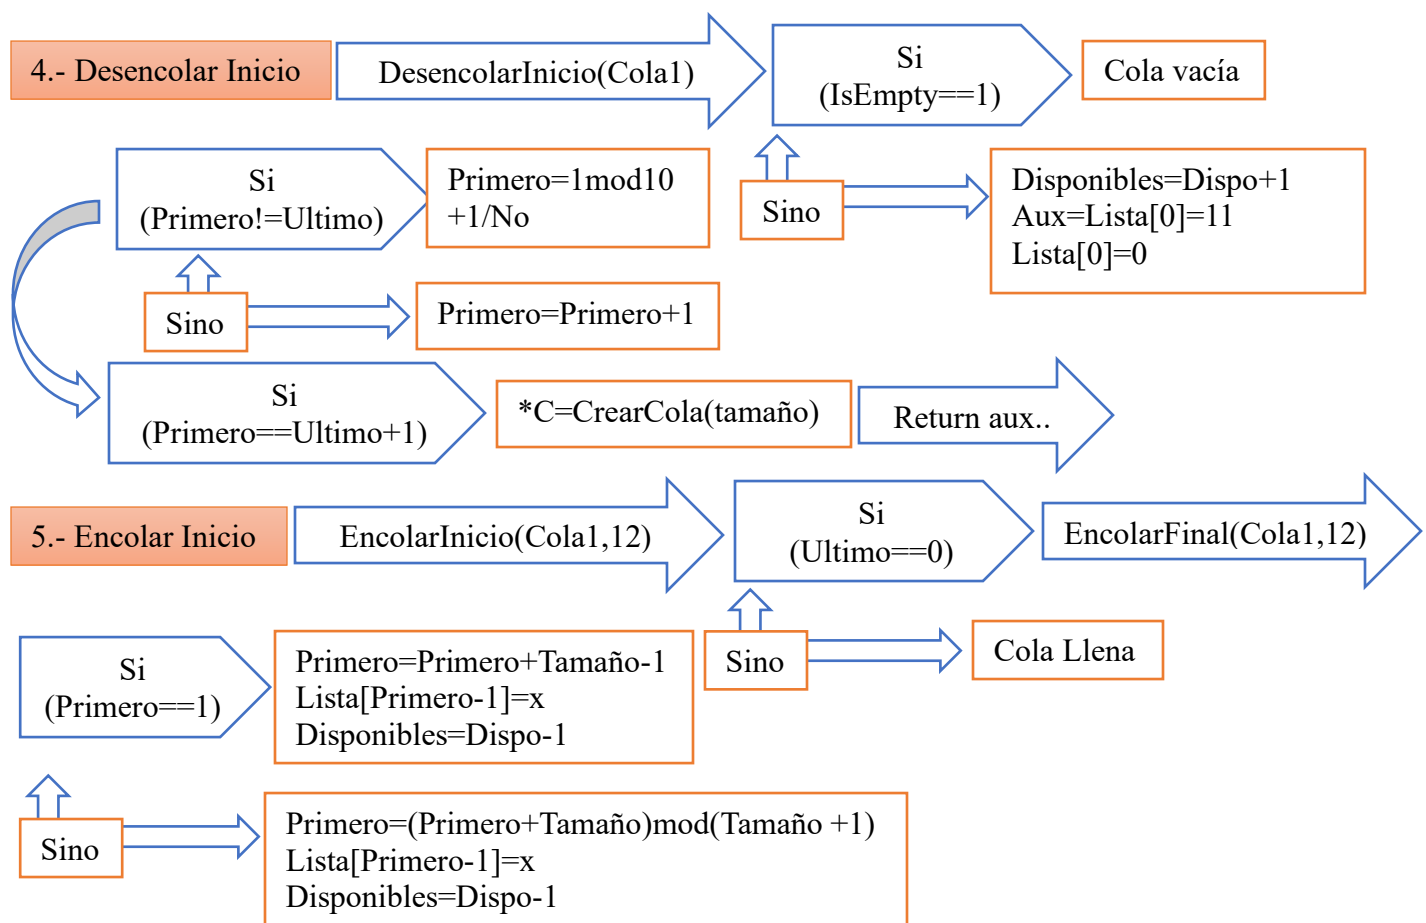 4.- Desencolar Inicio
DesencolarInicio(Cola1)
Si
(IsEmpty==1)
Cola vacía
Sino
Disponibles=Dispo+1
Aux=Lista[0]=11
Lista[0]=0
Si
(Primero!=Ultimo)
Primero=1mod10
+1/No
Sino
Primero=Primero+1
Si
(Primero==Ultimo+1)
*C=CrearCola(tamaño)
Return aux..
5.- Encolar Inicio
EncolarInicio(Cola1,12)
Si
(Ultimo==0)
EncolarFinal(Cola1,12)
Sino
Cola Llena
Si
(Primero==1)
Primero=Primero+Tamaño-1
Lista[Primero-1]=x
Disponibles=Dispo-1
Sino
Primero=(Primero+Tamaño)mod(Tamaño +1)
Lista[Primero-1]=x
Disponibles=Dispo-1